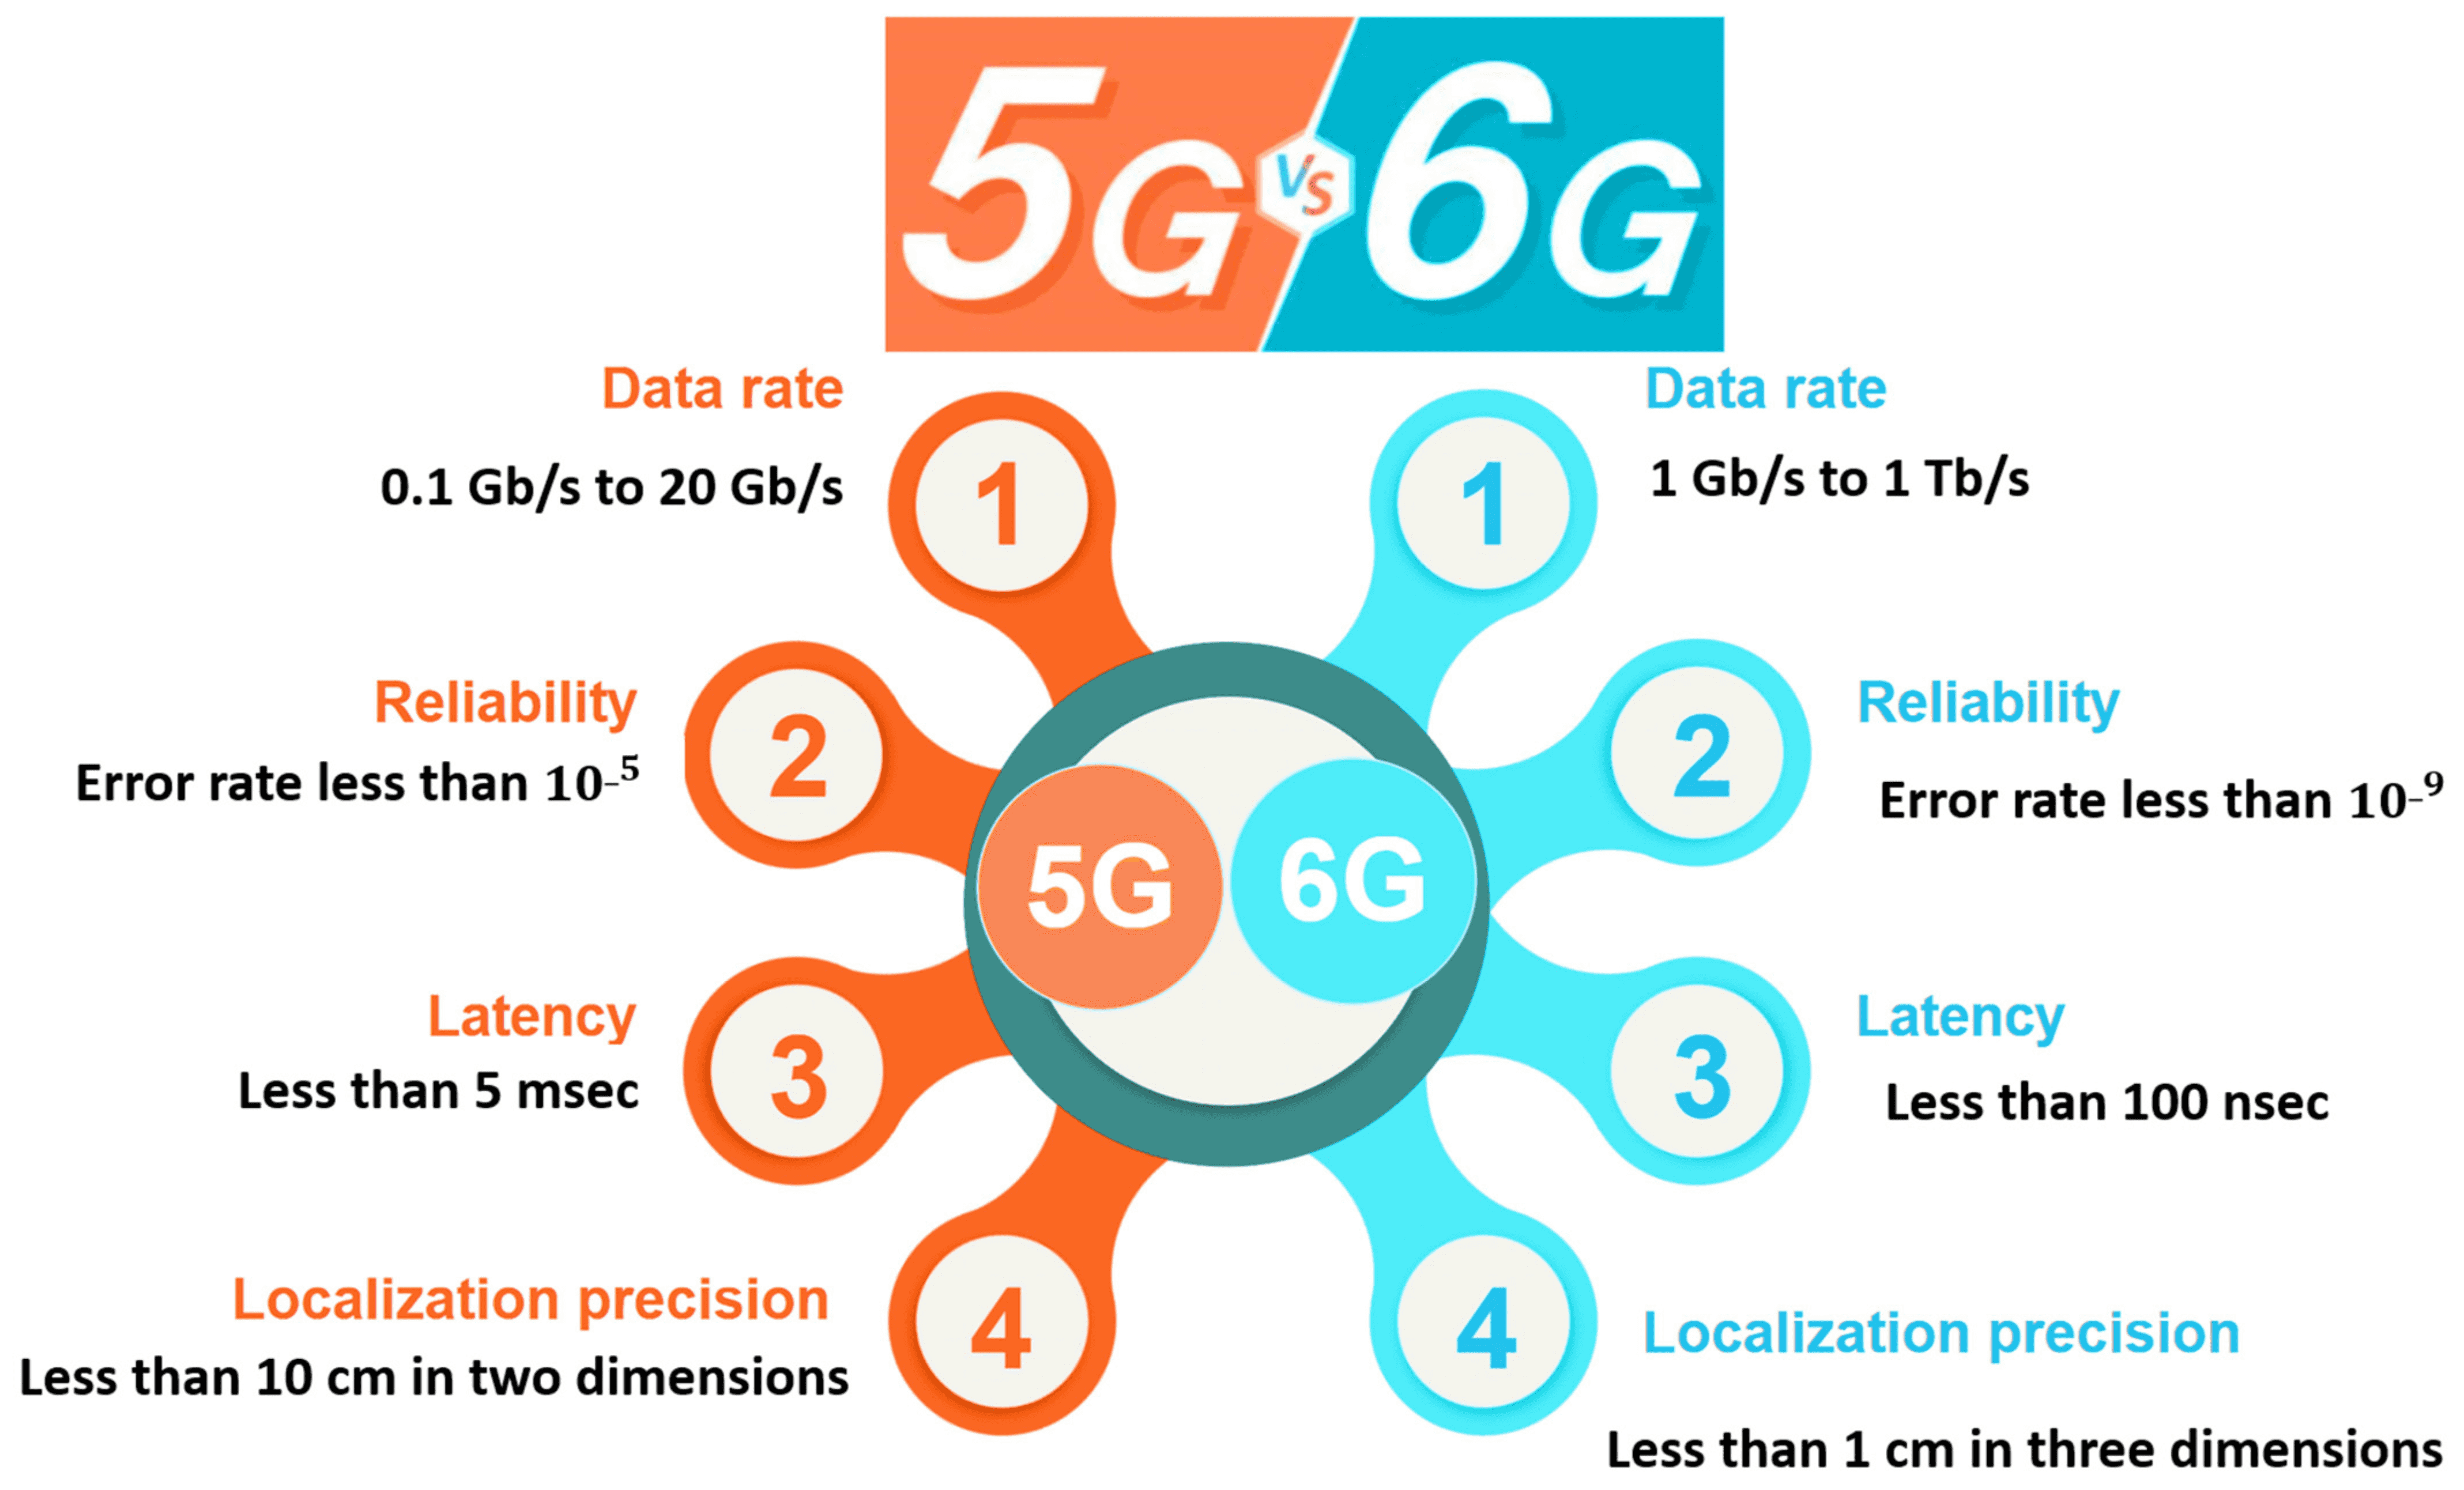 5G VS 6G
Data rate
0.1 Gb/s to 20 Gb/s
1
Reliability
Error rate less than 10⁻⁵
2
Latency
Less than 5 msec
3
Localization precision
Less than 10 cm in two dimensions
4
5G
6G
Data rate
1 Gb/s to 1 Tb/s
1
Reliability
Error rate less than 10⁻⁹
2
Latency
Less than 100 nsec
3
Localization precision
Less than 1 cm in three dimensions
4